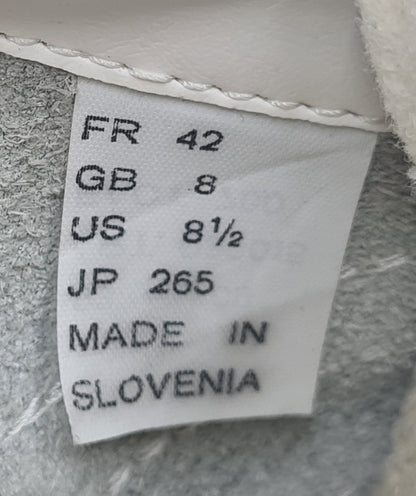 FR 42
GB 8
US 8½
JP 265
MADE IN
SLOVENIA